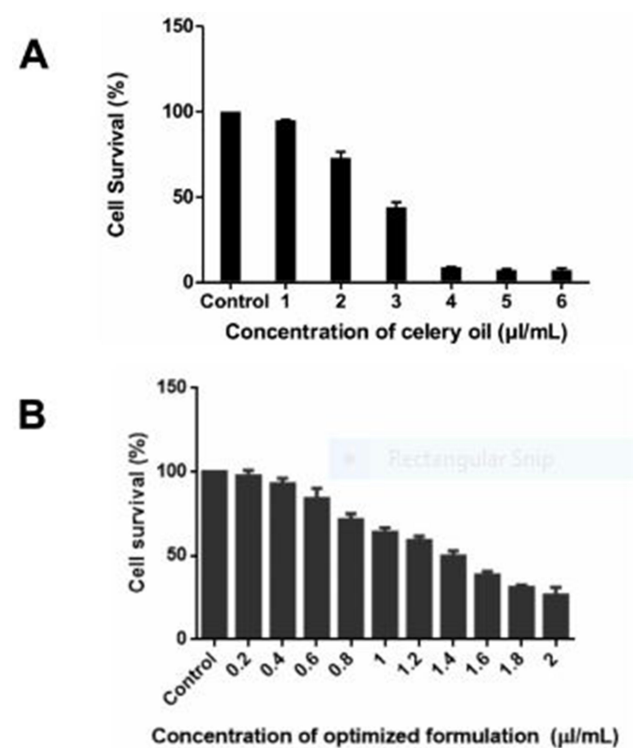 A
150
100
50
0
Cell Survival (%)
Control 1 2 3 4 5 6
Concentration of celery oil (µl/mL)
B
150
100
50
0
Cell survival (%)
Rectangular Snip
Control 0.2 0.4 0.6 0.8 1 1.2 1.4 1.6 1.8 2
Concentration of optimized formulation (µl/mL)